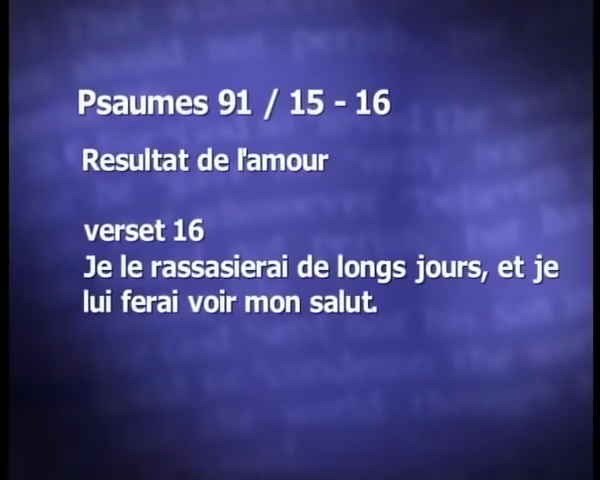 Psaumes 91 / 15 - 16
Resultat de l'amour
verset 16
Je le rassasierai de longs jours, et je
lui ferai voir mon salut.